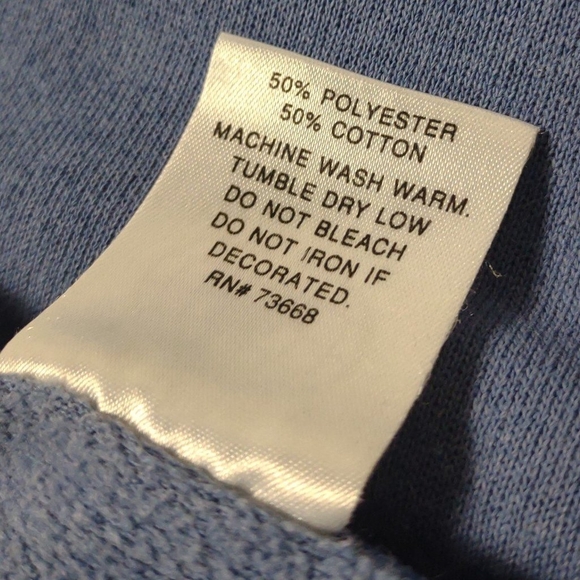 50% POLYESTER
50% COTTON
MACHINE WASH WARM.
TUMBLE DRY LOW
DO NOT BLEACH
DO NOT IRON IF
DECORATED.
RN# 73668